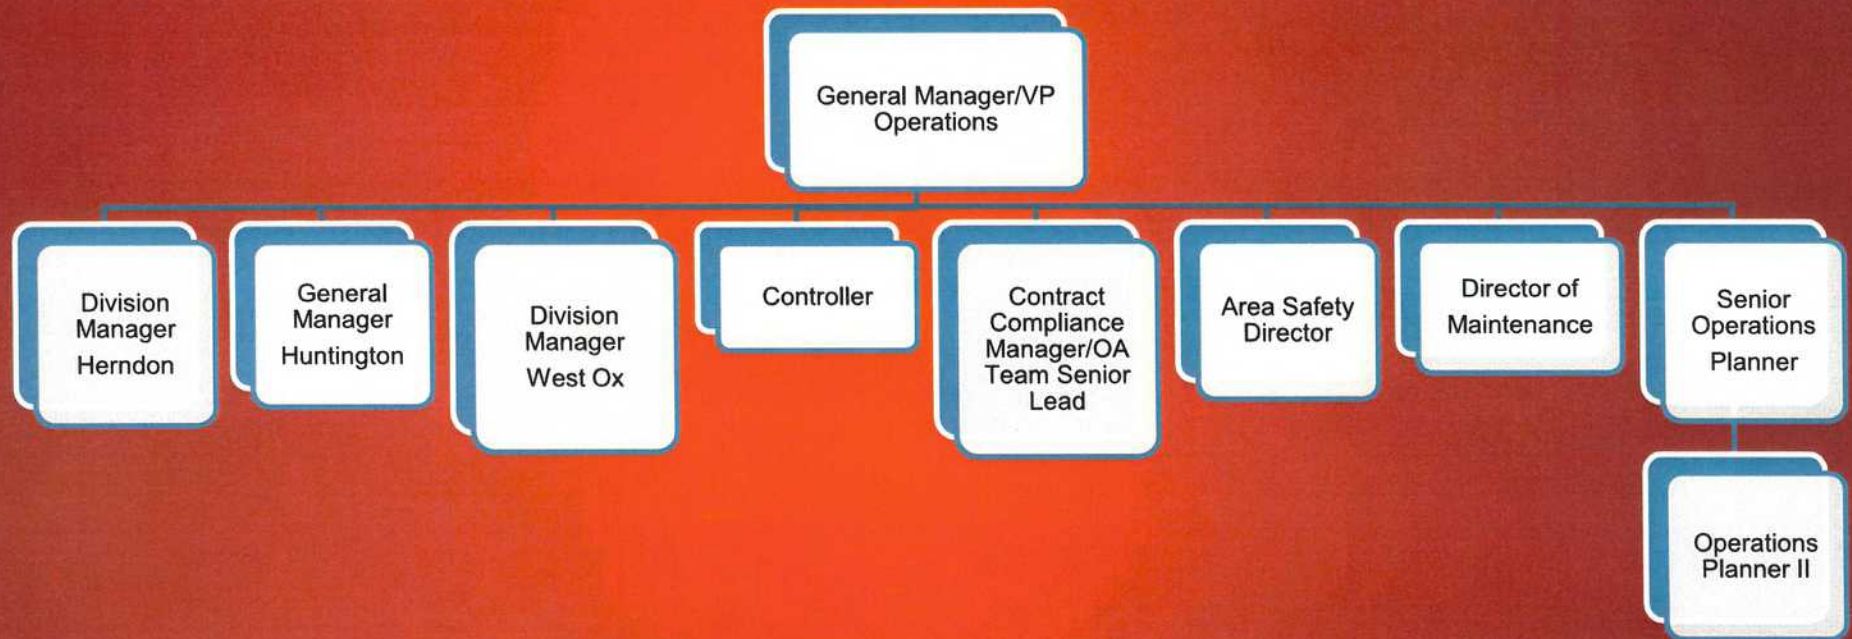 General Manager/VP
Operations
Division
Manager
Herndon
General
Manager
Huntington
Division
Manager
West Ox
Controller
Contract
Compliance
Manager/OA
Team Senior
Lead
Area Safety
Director
Director of
Maintenance
Senior
Operations
Planner
Operations
Planner II